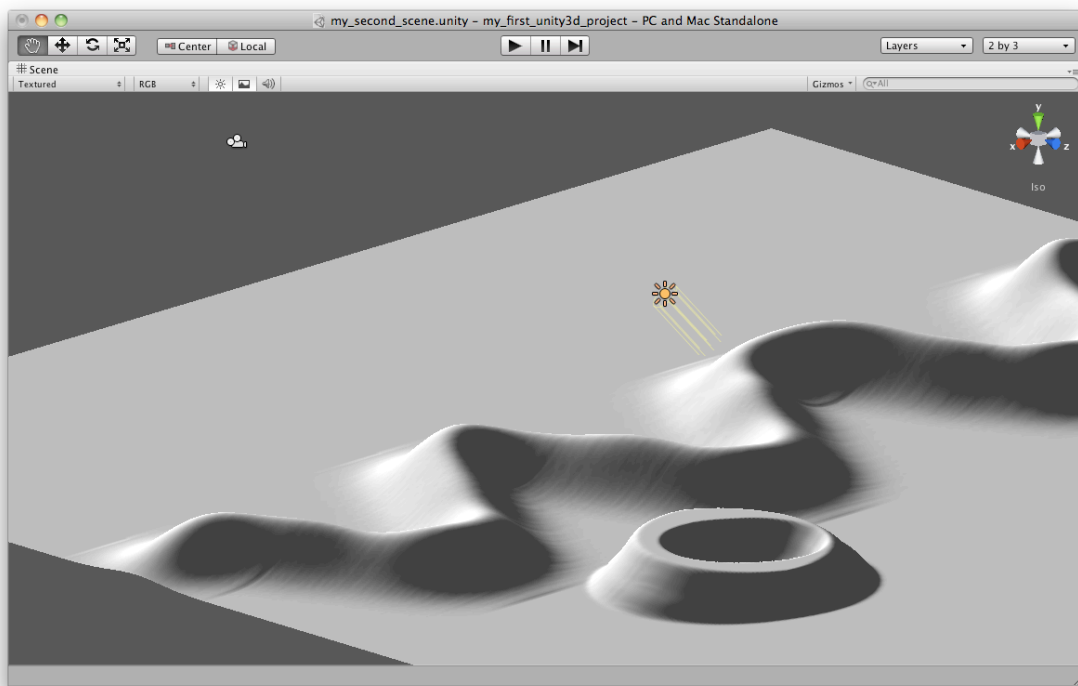 my_second_scene.unity – my_first_unity3d_project – PC and Mac Standalone
Center Local Layers 2 by 3
Scene
Textured RGB Gizmos All
y
x z
Iso